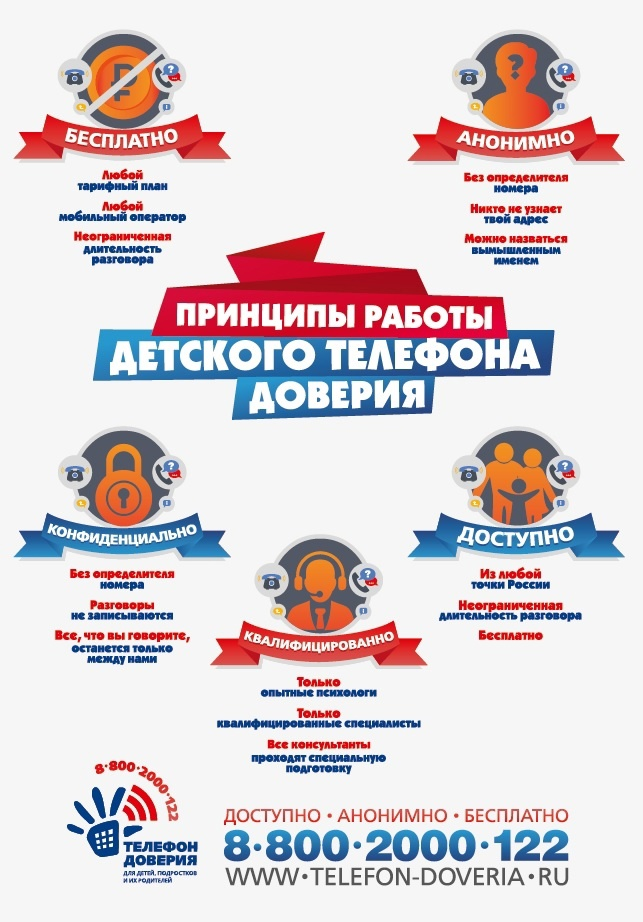 БЕСПЛАТНО
Любой
тарифный план
Любой
мобильный оператор
Неограниченная
длительность
разговора
АНОНИМНО
Без определителя
номера
Никто не узнает
твой адрес
Можно назваться
вымышленным
именем
ПРИНЦИПЫ РАБОТЫ
ДЕТСКОГО ТЕЛЕФОНА
ДОВЕРИЯ
КОНФИДЕНЦИАЛЬНО
Без определителя
номера
Разговоры
не записываются
Все, что вы говорите,
останется только
между нами
КВАЛИФИЦИРОВАННО
Только
опытные психологи
Только
квалифицированные специалисты
Все консультанты
проходят специальную
подготовку
ДОСТУПНО
Из любой
точки России
Неограниченная
длительность разговора
Бесплатно
8·800·2000·122
ТЕЛЕФОН
ДОВЕРИЯ
ДЛЯ ДЕТЕЙ, ПОДРОСТКОВ
И ИХ РОДИТЕЛЕЙ
ДОСТУПНО · АНОНИМНО · БЕСПЛАТНО
8·800·2000·122
WWW·TELEFON-DOVERIA·RU